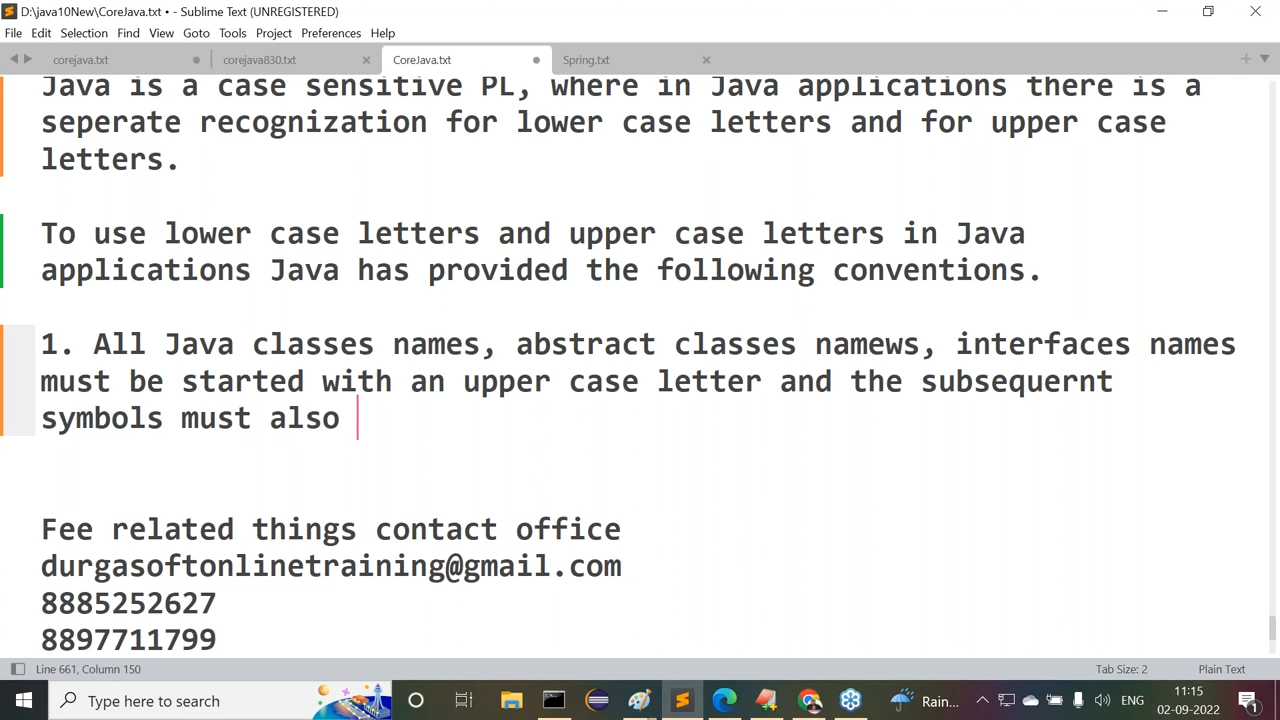 D:\java10New\CoreJava.txt • - Sublime Text (UNREGISTERED)
File Edit Selection Find View Goto Tools Project Preferences Help
corejava.txt corejava830.txt CoreJava.txt Spring.txt
Java is a case sensitive PL, where in Java applications there is a
seperate recognization for lower case letters and for upper case
letters.
To use lower case letters and upper case letters in Java
applications Java has provided the following conventions.
1. All Java classes names, abstract classes namews, interfaces names
must be started with an upper case letter and the subsequernt
symbols must also
Fee related things contact office
durgasoftonlinetraining@gmail.com
8885252627
8897711799
Line 661, Column 150 Tab Size: 2 Plain Text
Type here to search Rain... ENG 11:15
02-09-2022 1